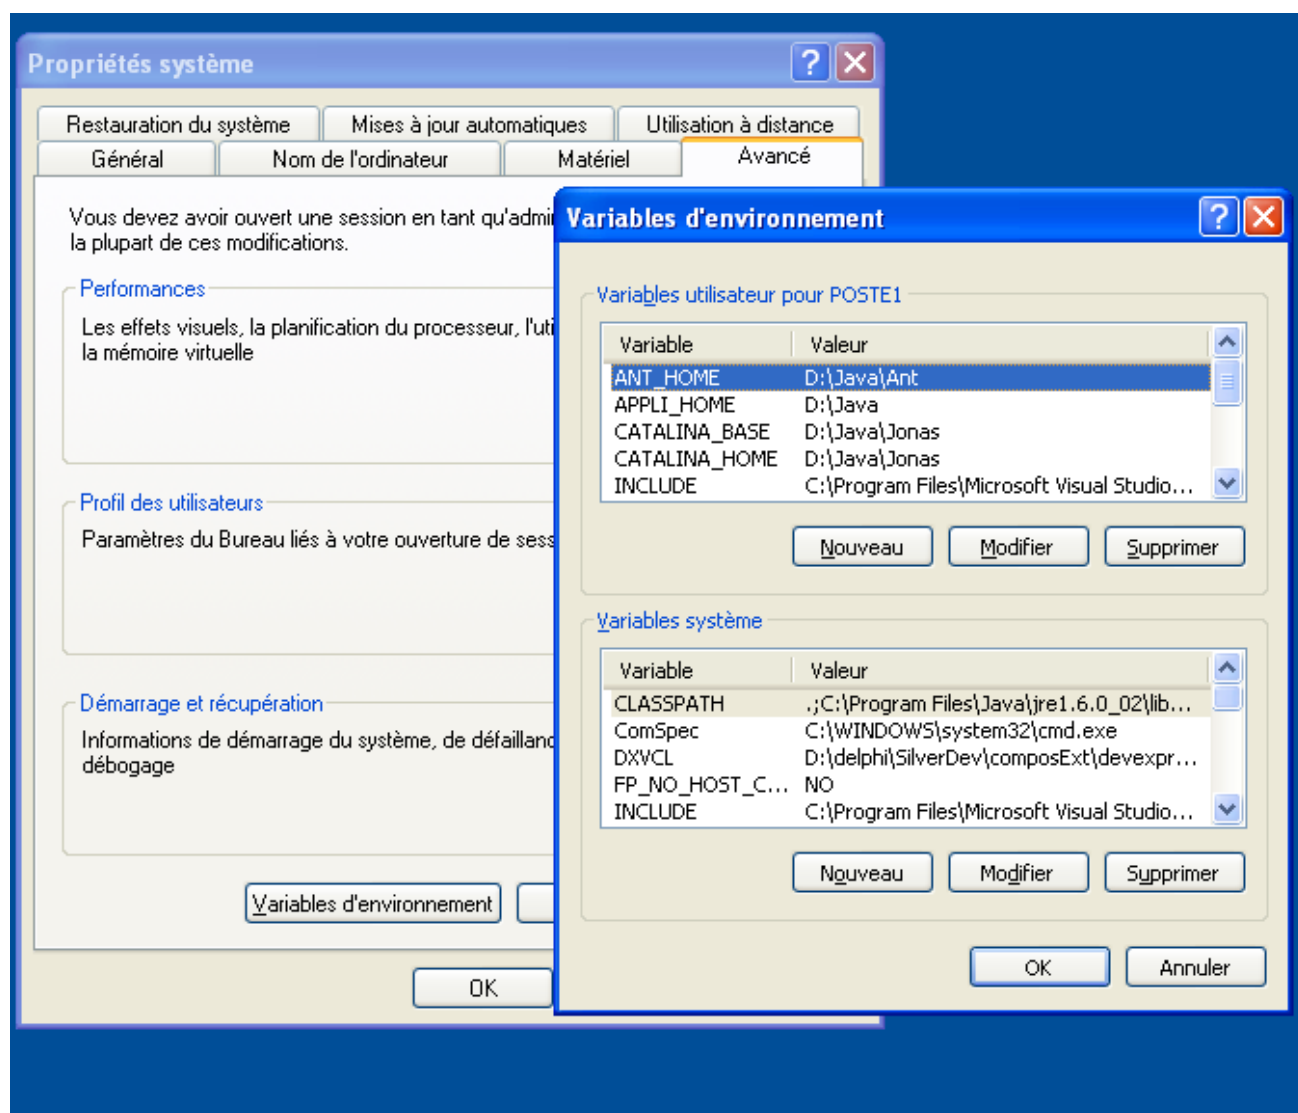 Propriétés système
Restauration du système
Mises à jour automatiques
Utilisation à distance
Général
Nom de l'ordinateur
Matériel
Avancé
Vous devez avoir ouvert une session en tant qu'admi
la plupart de ces modifications.
Performances
Les effets visuels, la planification du processeur, l'uti
la mémoire virtuelle
Profil des utilisateurs
Paramètres du Bureau liés à votre ouverture de sess
Démarrage et récupération
Informations de démarrage du système, de défaillanc
débogage
Variables d'environnement
OK
Variables d'environnement
Variables utilisateur pour POSTE1
Variable Valeur
ANT_HOME D:\Java\Ant
APPLI_HOME D:\Java
CATALINA_BASE D:\Java\Jonas
CATALINA_HOME D:\Java\Jonas
INCLUDE C:\Program Files\Microsoft Visual Studio...
Nouveau Modifier Supprimer
Variables système
Variable Valeur
CLASSPATH .;C:\Program Files\Java\jre1.6.0_02\lib...
ComSpec C:\WINDOWS\system32\cmd.exe
DXVCL D:\delphi\SilverDev\composExt\devexpr...
FP_NO_HOST_C... NO
INCLUDE C:\Program Files\Microsoft Visual Studio...
Nouveau Modifier Supprimer
OK Annuler